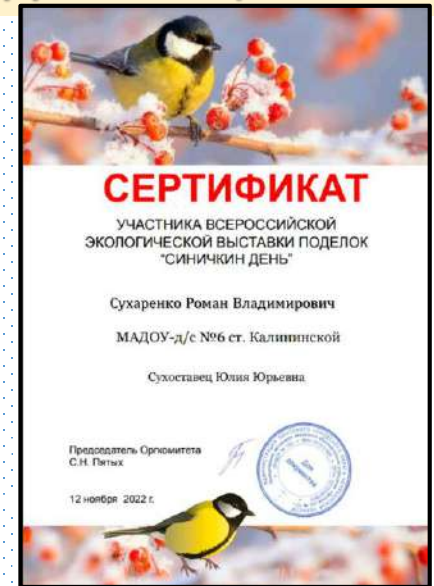 СЕРТИФИКАТ
УЧАСТНИКА ВСЕРОССИЙСКОЙ
ЭКОЛОГИЧЕСКОЙ ВЫСТАВКИ ПОДЕЛОК
"СИНИЧКИН ДЕНЬ"
Сухаренко Роман Владимирович
МАДОУ-д/с №6 ст. Калининской
Сухоставец Юлия Юрьевна
Председатель Оргкомитета
С.Н. Пятых
12 ноября 2022 г.